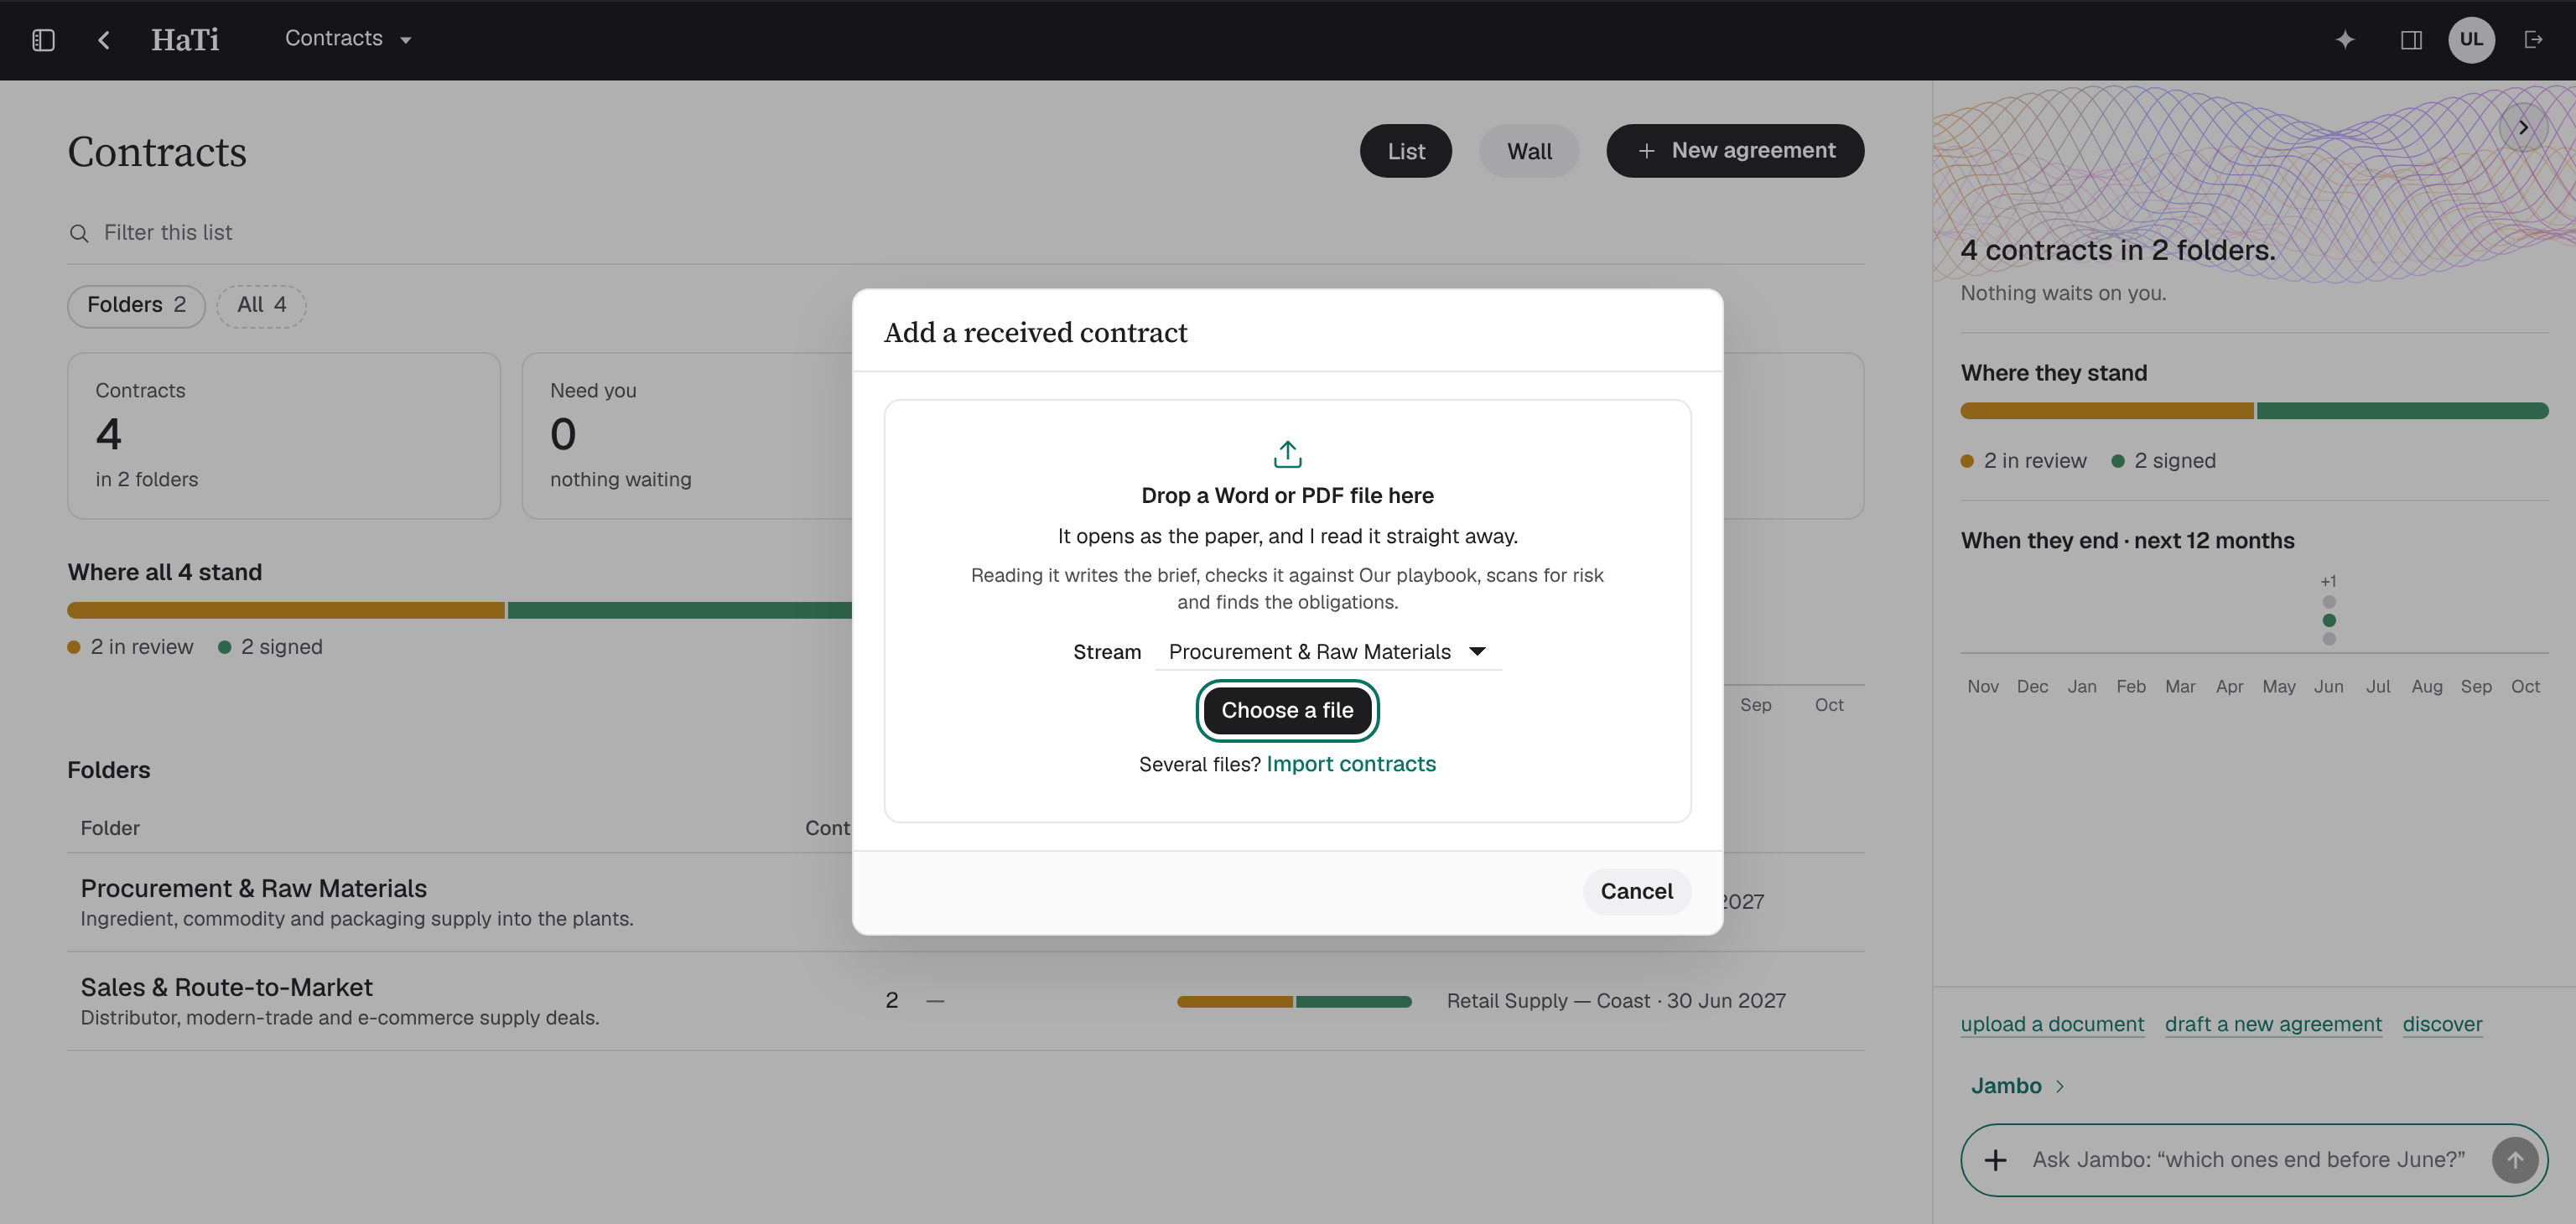 HaTi
Contracts
UL
Contracts
List
Wall
New agreement
Filter this list
Folders 2
All 4
Contracts
4
in 2 folders
Need you
0
nothing waiting
Where all 4 stand
2 in review
2 signed
Sep Oct
Folders
Folder
Cont
Procurement & Raw Materials
Ingredient, commodity and packaging supply into the plants.
2027
Sales & Route-to-Market
Distributor, modern-trade and e-commerce supply deals.
2 —
Retail Supply — Coast · 30 Jun 2027
Add a received contract
Drop a Word or PDF file here
It opens as the paper, and I read it straight away.
Reading it writes the brief, checks it against Our playbook, scans for risk
and finds the obligations.
Stream Procurement & Raw Materials
Choose a file
Several files? Import contracts
Cancel
4 contracts in 2 folders.
Nothing waits on you.
Where they stand
2 in review
2 signed
When they end · next 12 months
+1
Nov Dec Jan Feb Mar Apr May Jun Jul Aug Sep Oct
upload a document draft a new agreement discover
Jambo
Ask Jambo: “which ones end before June?”